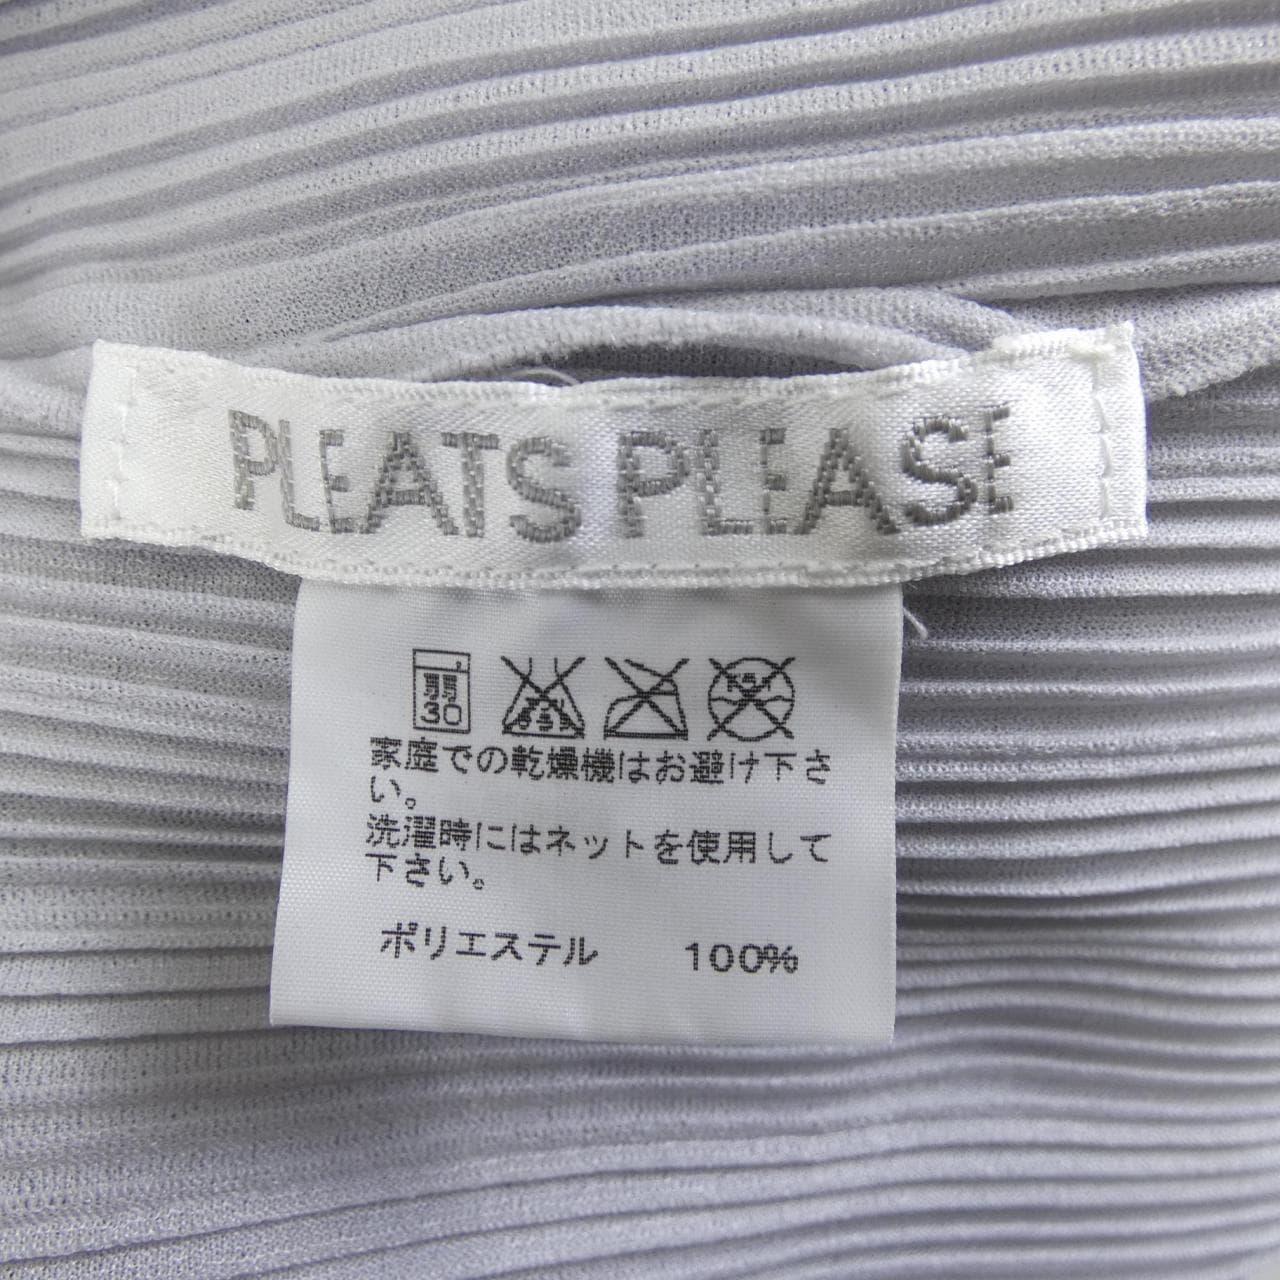 PLEATS PLEASE
弱 30
家庭での乾燥機はお避け下さ
い。
洗濯時にはネットを使用して
下さい。
ポリエステル 100%